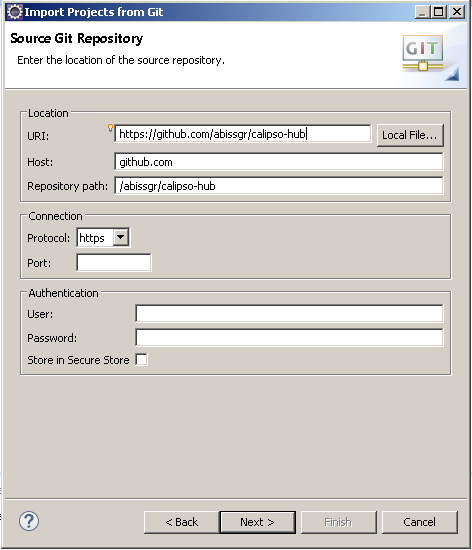 Import Projects from Git
Source Git Repository
Enter the location of the source repository.
GIT
Location
URI: https://github.com/abissgr/calipso-hub Local File...
Host: github.com
Repository path: /abissgr/calipso-hub
Connection
Protocol: https
Port:
Authentication
User:
Password:
Store in Secure Store
? < Back Next > Finish Cancel